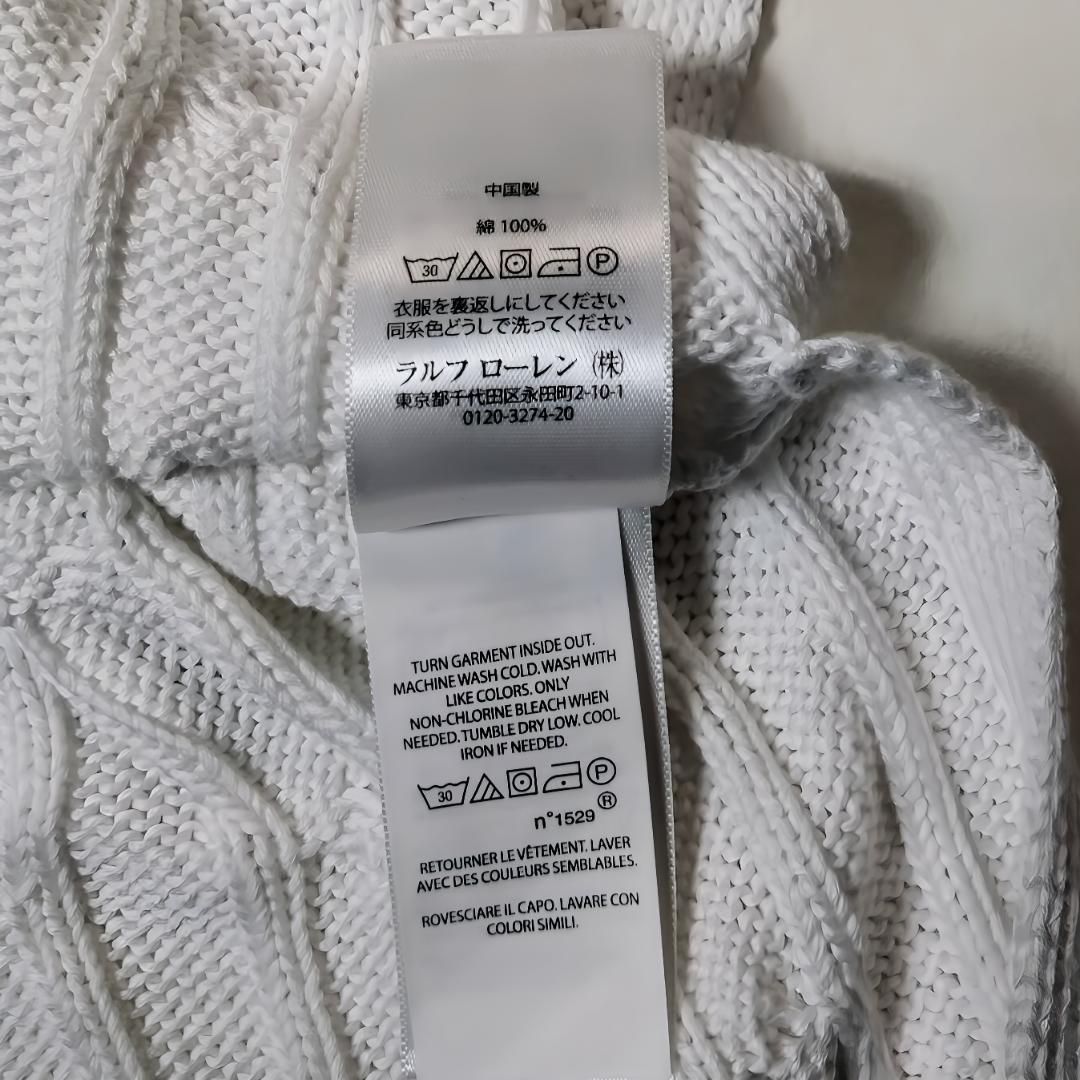 中国製
綿 100%
30 P
衣服を裏返しにしてください
同系色どうしで洗ってください
ラルフ ローレン (株)
東京都千代田区永田町2-10-1
0120-3274-20
TURN GARMENT INSIDE OUT.
MACHINE WASH COLD. WASH WITH
LIKE COLORS. ONLY
NON-CHLORINE BLEACH WHEN
NEEDED. TUMBLE DRY LOW. COOL
IRON IF NEEDED.
30 P
n°1529 ®
RETOURNER LE VÊTEMENT. LAVER
AVEC DES COULEURS SEMBLABLES.
ROVESCIARE IL CAPO. LAVARE CON
COLORI SIMILI.